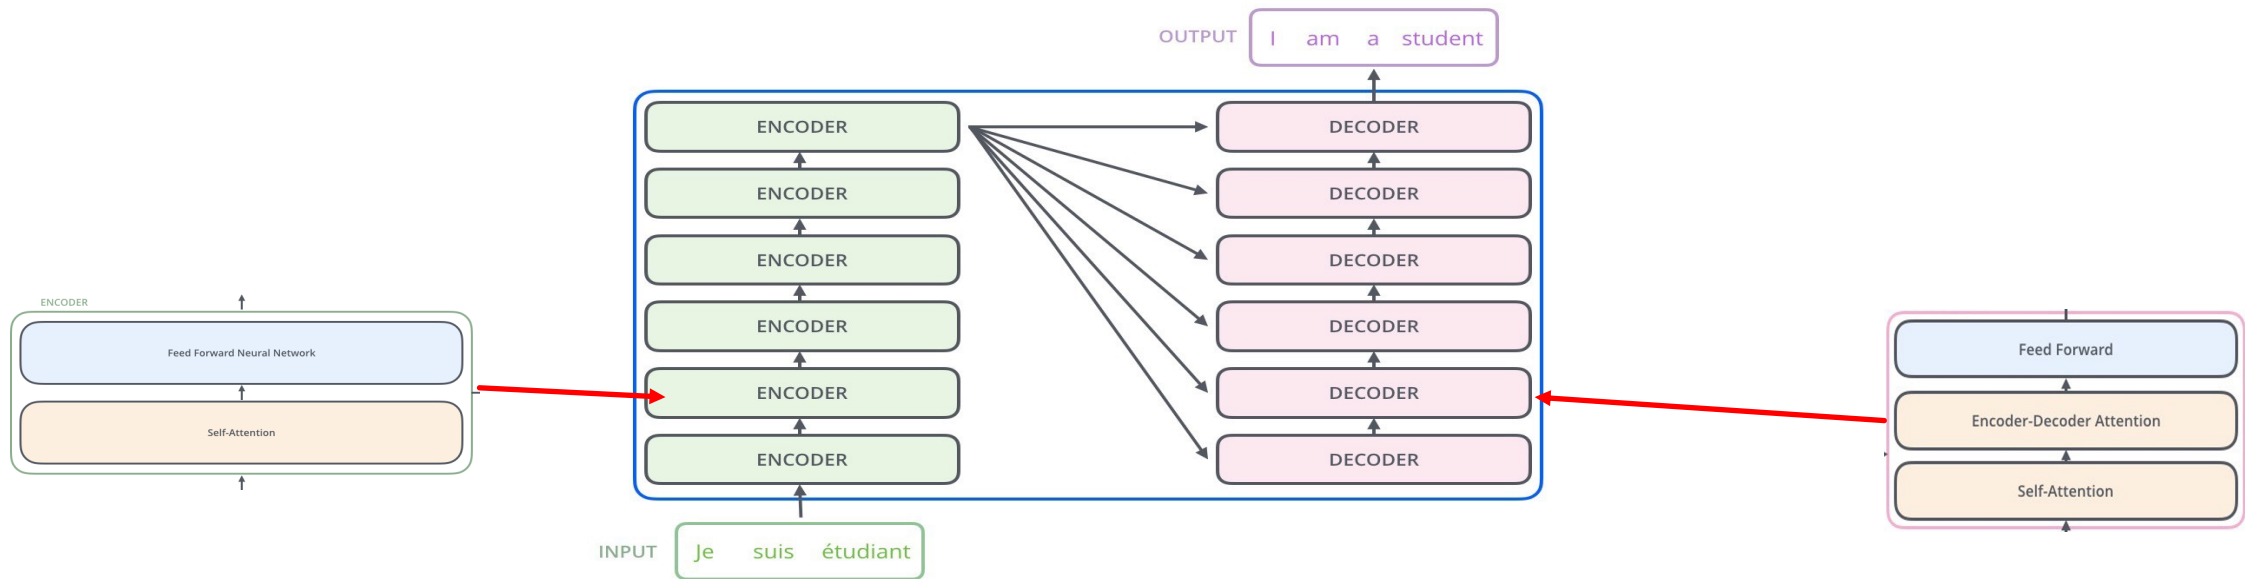 OUTPUT I am a student
ENCODER DECODER
ENCODER DECODER
ENCODER DECODER
ENCODER DECODER
ENCODER DECODER
ENCODER DECODER
INPUT Je suis étudiant
ENCODER
Feed Forward Neural Network
Self-Attention
Feed Forward
Encoder-Decoder Attention
Self-Attention